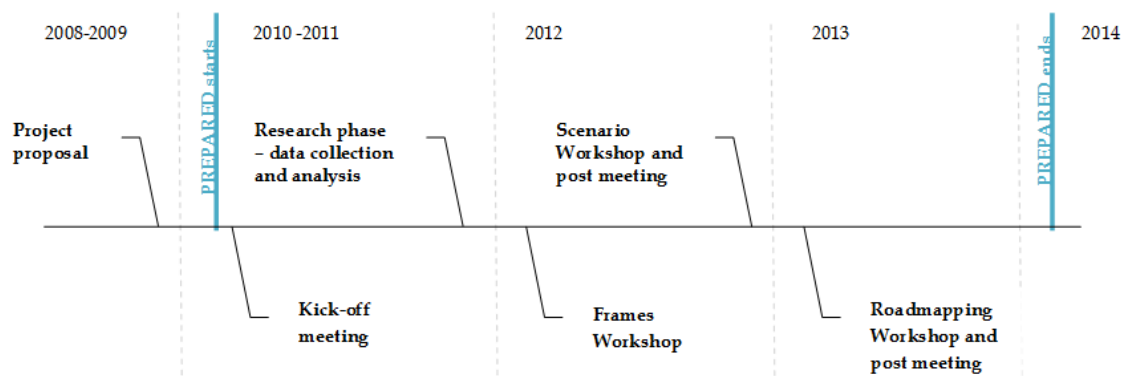 2008-2009
2010 -2011
2012
2013
2014
PREPARED starts
PREPARED ends
Project
proposal
Research phase
– data collection
and analysis
Scenario
Workshop and
post meeting
Kick-off
meeting
Frames
Workshop
Roadmapping
Workshop and
post meeting